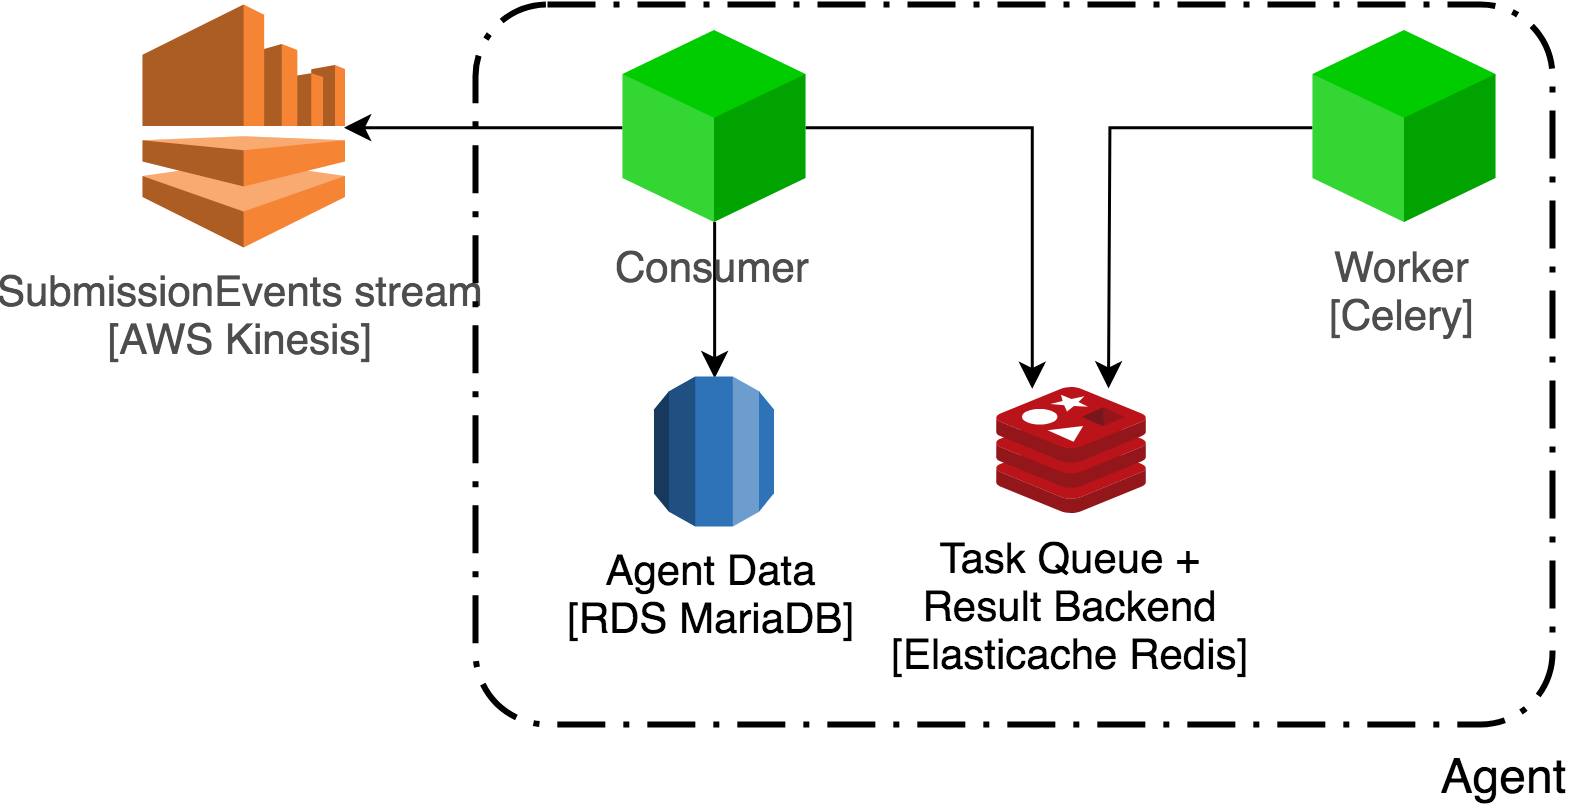 SubmissionEvents stream
[AWS Kinesis]
Consumer
Worker
[Celery]
Agent Data
[RDS MariaDB]
Task Queue +
Result Backend
[Elasticache Redis]
Agent